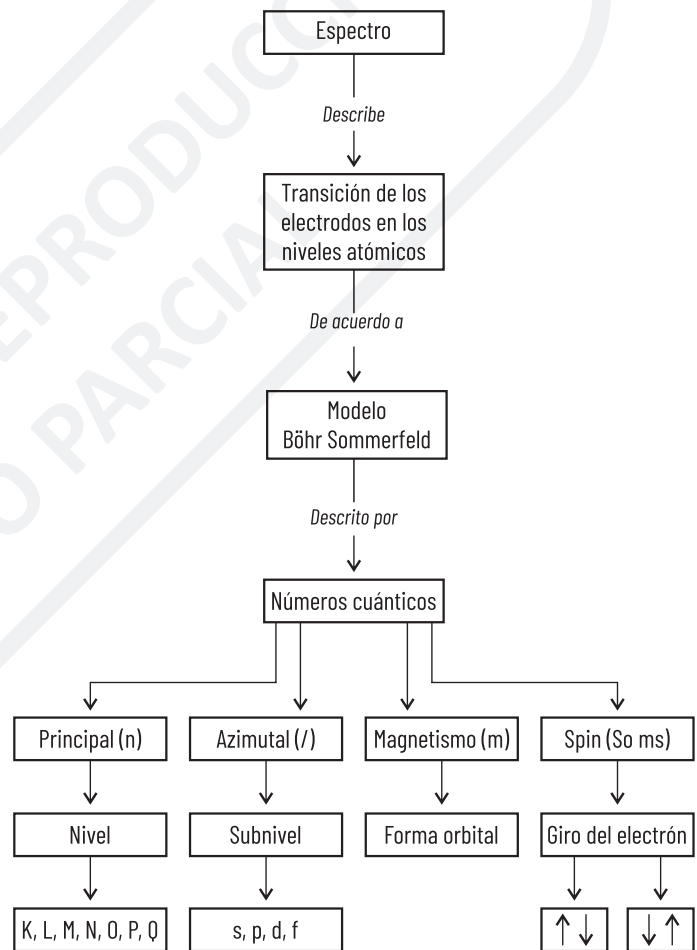 Espectro
Describe
Transición de los
electrodos en los
niveles atómicos
De acuerdo a
Modelo
Böhr Sommerfeld
Descrito por
Números cuánticos
Principal (n)
Azimutal (/)
Magnetismo (m)
Spin (So ms)
Nivel
Subnivel
Forma orbital
Giro del electrón
K, L, M, N, O, P, Q
s, p, d, f